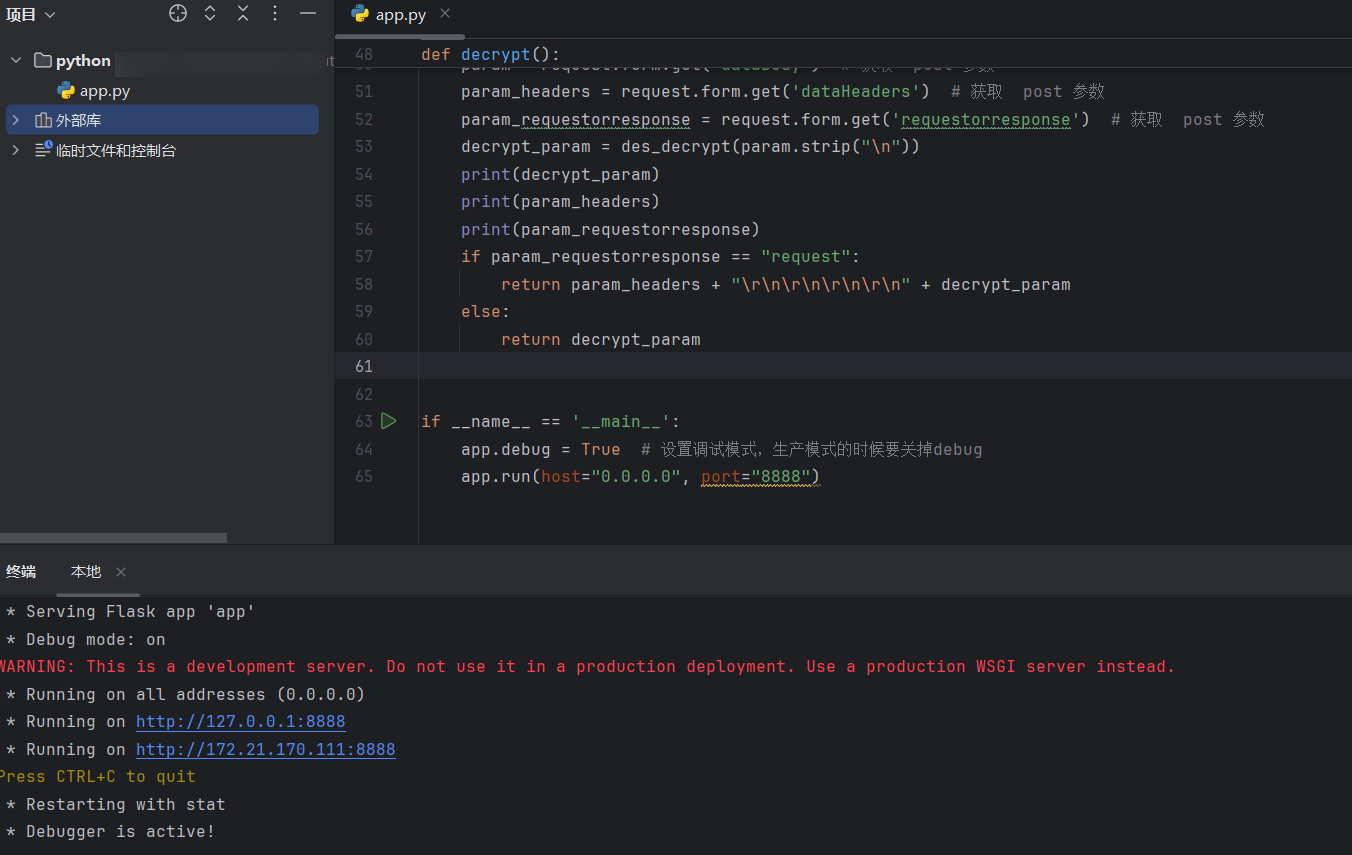 项目
python
app.py
外部库
临时文件和控制台
app.py
48 def decrypt():
51 param_headers = request.form.get('dataHeaders')  # 获取  post 参数
52 param_requestorresponse = request.form.get('requestorresponse')  # 获取  post 参数
53 decrypt_param = des_decrypt(param.strip("\n"))
54 print(decrypt_param)
55 print(param_headers)
56 print(param_requestorresponse)
57 if param_requestorresponse == "request":
58 return param_headers + "\r\n\r\n\r\n\r\n" + decrypt_param
59 else:
60 return decrypt_param
61
62
63 if __name__ == '__main__':
64 app.debug = True  # 设置调试模式，生产模式的时候要关掉debug
65 app.run(host="0.0.0.0", port="8888")
终端 本地
* Serving Flask app 'app'
* Debug mode: on
WARNING: This is a development server. Do not use it in a production deployment. Use a production WSGI server instead.
* Running on all addresses (0.0.0.0)
* Running on http://127.0.0.1:8888
* Running on http://172.21.170.111:8888
Press CTRL+C to quit
* Restarting with stat
* Debugger is active!